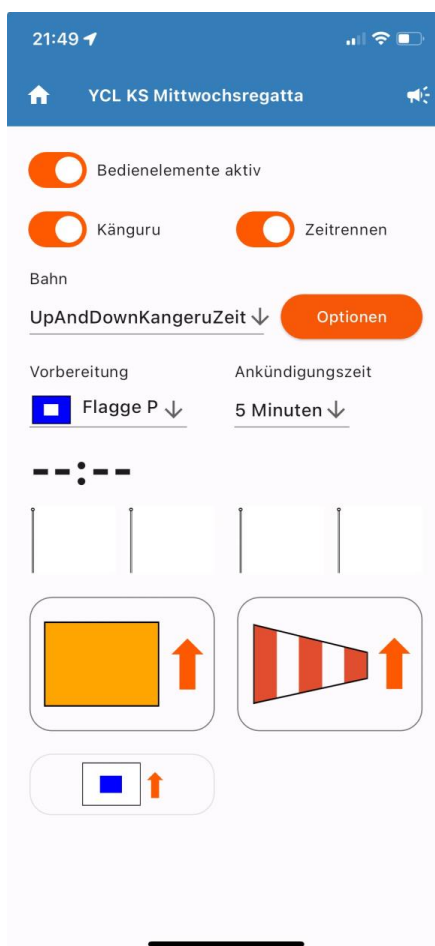 21:49
YCL KS Mittwochsregatta
Bedienelemente aktiv
Känguru Zeitrennen
Bahn
UpAndDownKangeruZeit Optionen
Vorbereitung Ankündigungszeit
Flagge P 5 Minuten
--:--